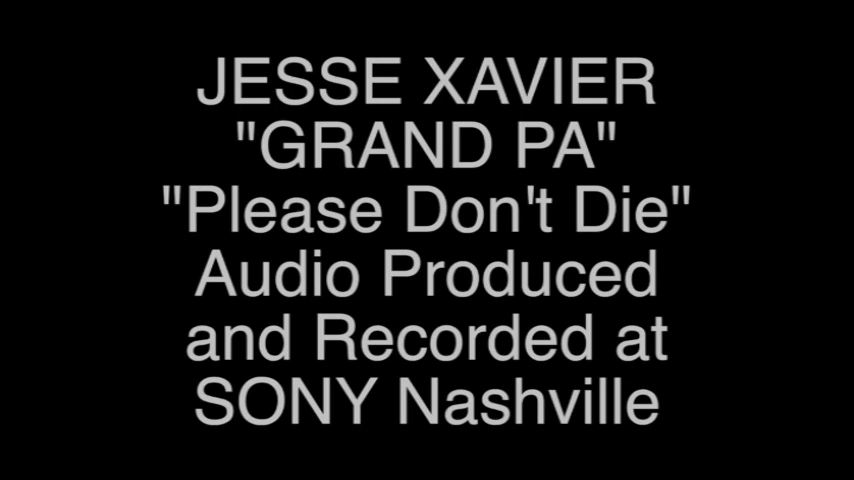 JESSE XAVIER
"GRAND PA"
"Please Don't Die"
Audio Produced
and Recorded at
SONY Nashville